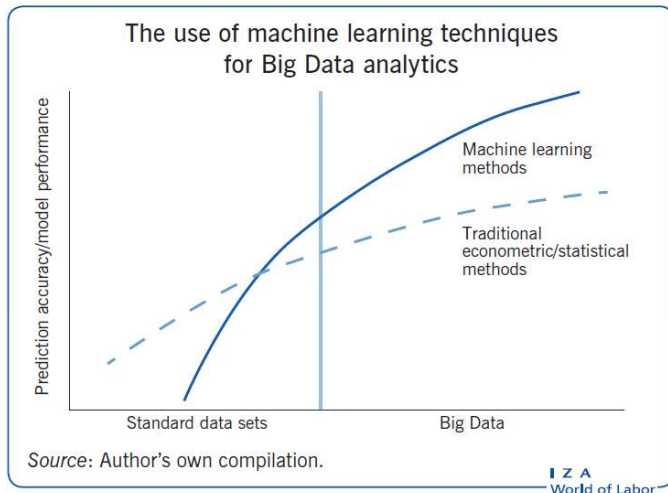 The use of machine learning techniques
for Big Data analytics
Prediction accuracy/model performance
Machine learning
methods
Traditional
econometric/statistical
methods
Standard data sets
Big Data
Source: Author's own compilation.
I Z A
World of Labor